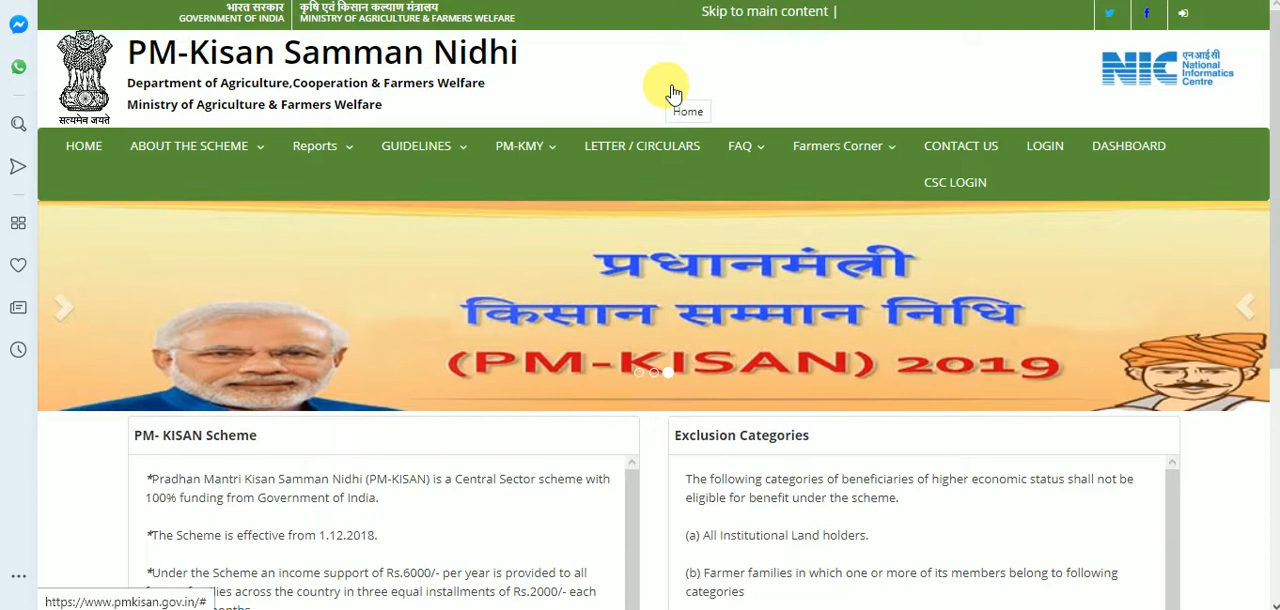 भारत सरकार
GOVERNMENT OF INDIA
कृषि एवं किसान कल्याण मंत्रालय
MINISTRY OF AGRICULTURE & FARMERS WELFARE
Skip to main content |
सत्यमेव जयते
PM-Kisan Samman Nidhi
Department of Agriculture,Cooperation & Farmers Welfare
Ministry of Agriculture & Farmers Welfare
Home
NIC
एनआईसी
National
Informatics
Centre
HOME ABOUT THE SCHEME Reports GUIDELINES PM-KMY LETTER / CIRCULARS FAQ Farmers Corner CONTACT US LOGIN DASHBOARD
CSC LOGIN
प्रधानमंत्री
किसान सम्मान निधि
(PM-KISAN) 2019
PM- KISAN Scheme
*Pradhan Mantri Kisan Samman Nidhi (PM-KISAN) is a Central Sector scheme with
100% funding from Government of India.
*The Scheme is effective from 1.12.2018.
*Under the Scheme an income support of Rs.6000/- per year is provided to all
families across the country in three equal installments of Rs.2000/- each
Exclusion Categories
The following categories of beneficiaries of higher economic status shall not be
eligible for benefit under the scheme.
(a) All Institutional Land holders.
(b) Farmer families in which one or more of its members belong to following
categories
https://www.pmkisan.gov.in/#